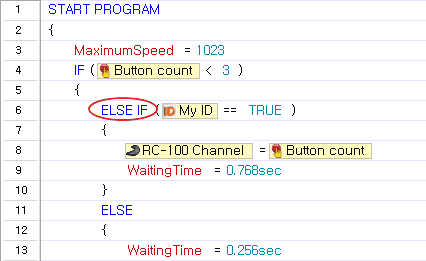 1 START PROGRAM
2 {
3 MaximumSpeed = 1023
4 IF ( Button count < 3 )
5 {
6 ELSE IF ( ID My ID == TRUE )
7 {
8 RC-100 Channel = Button count
9 WaitingTime = 0.768sec
10 }
11 ELSE
12 {
13 WaitingTime = 0.256sec